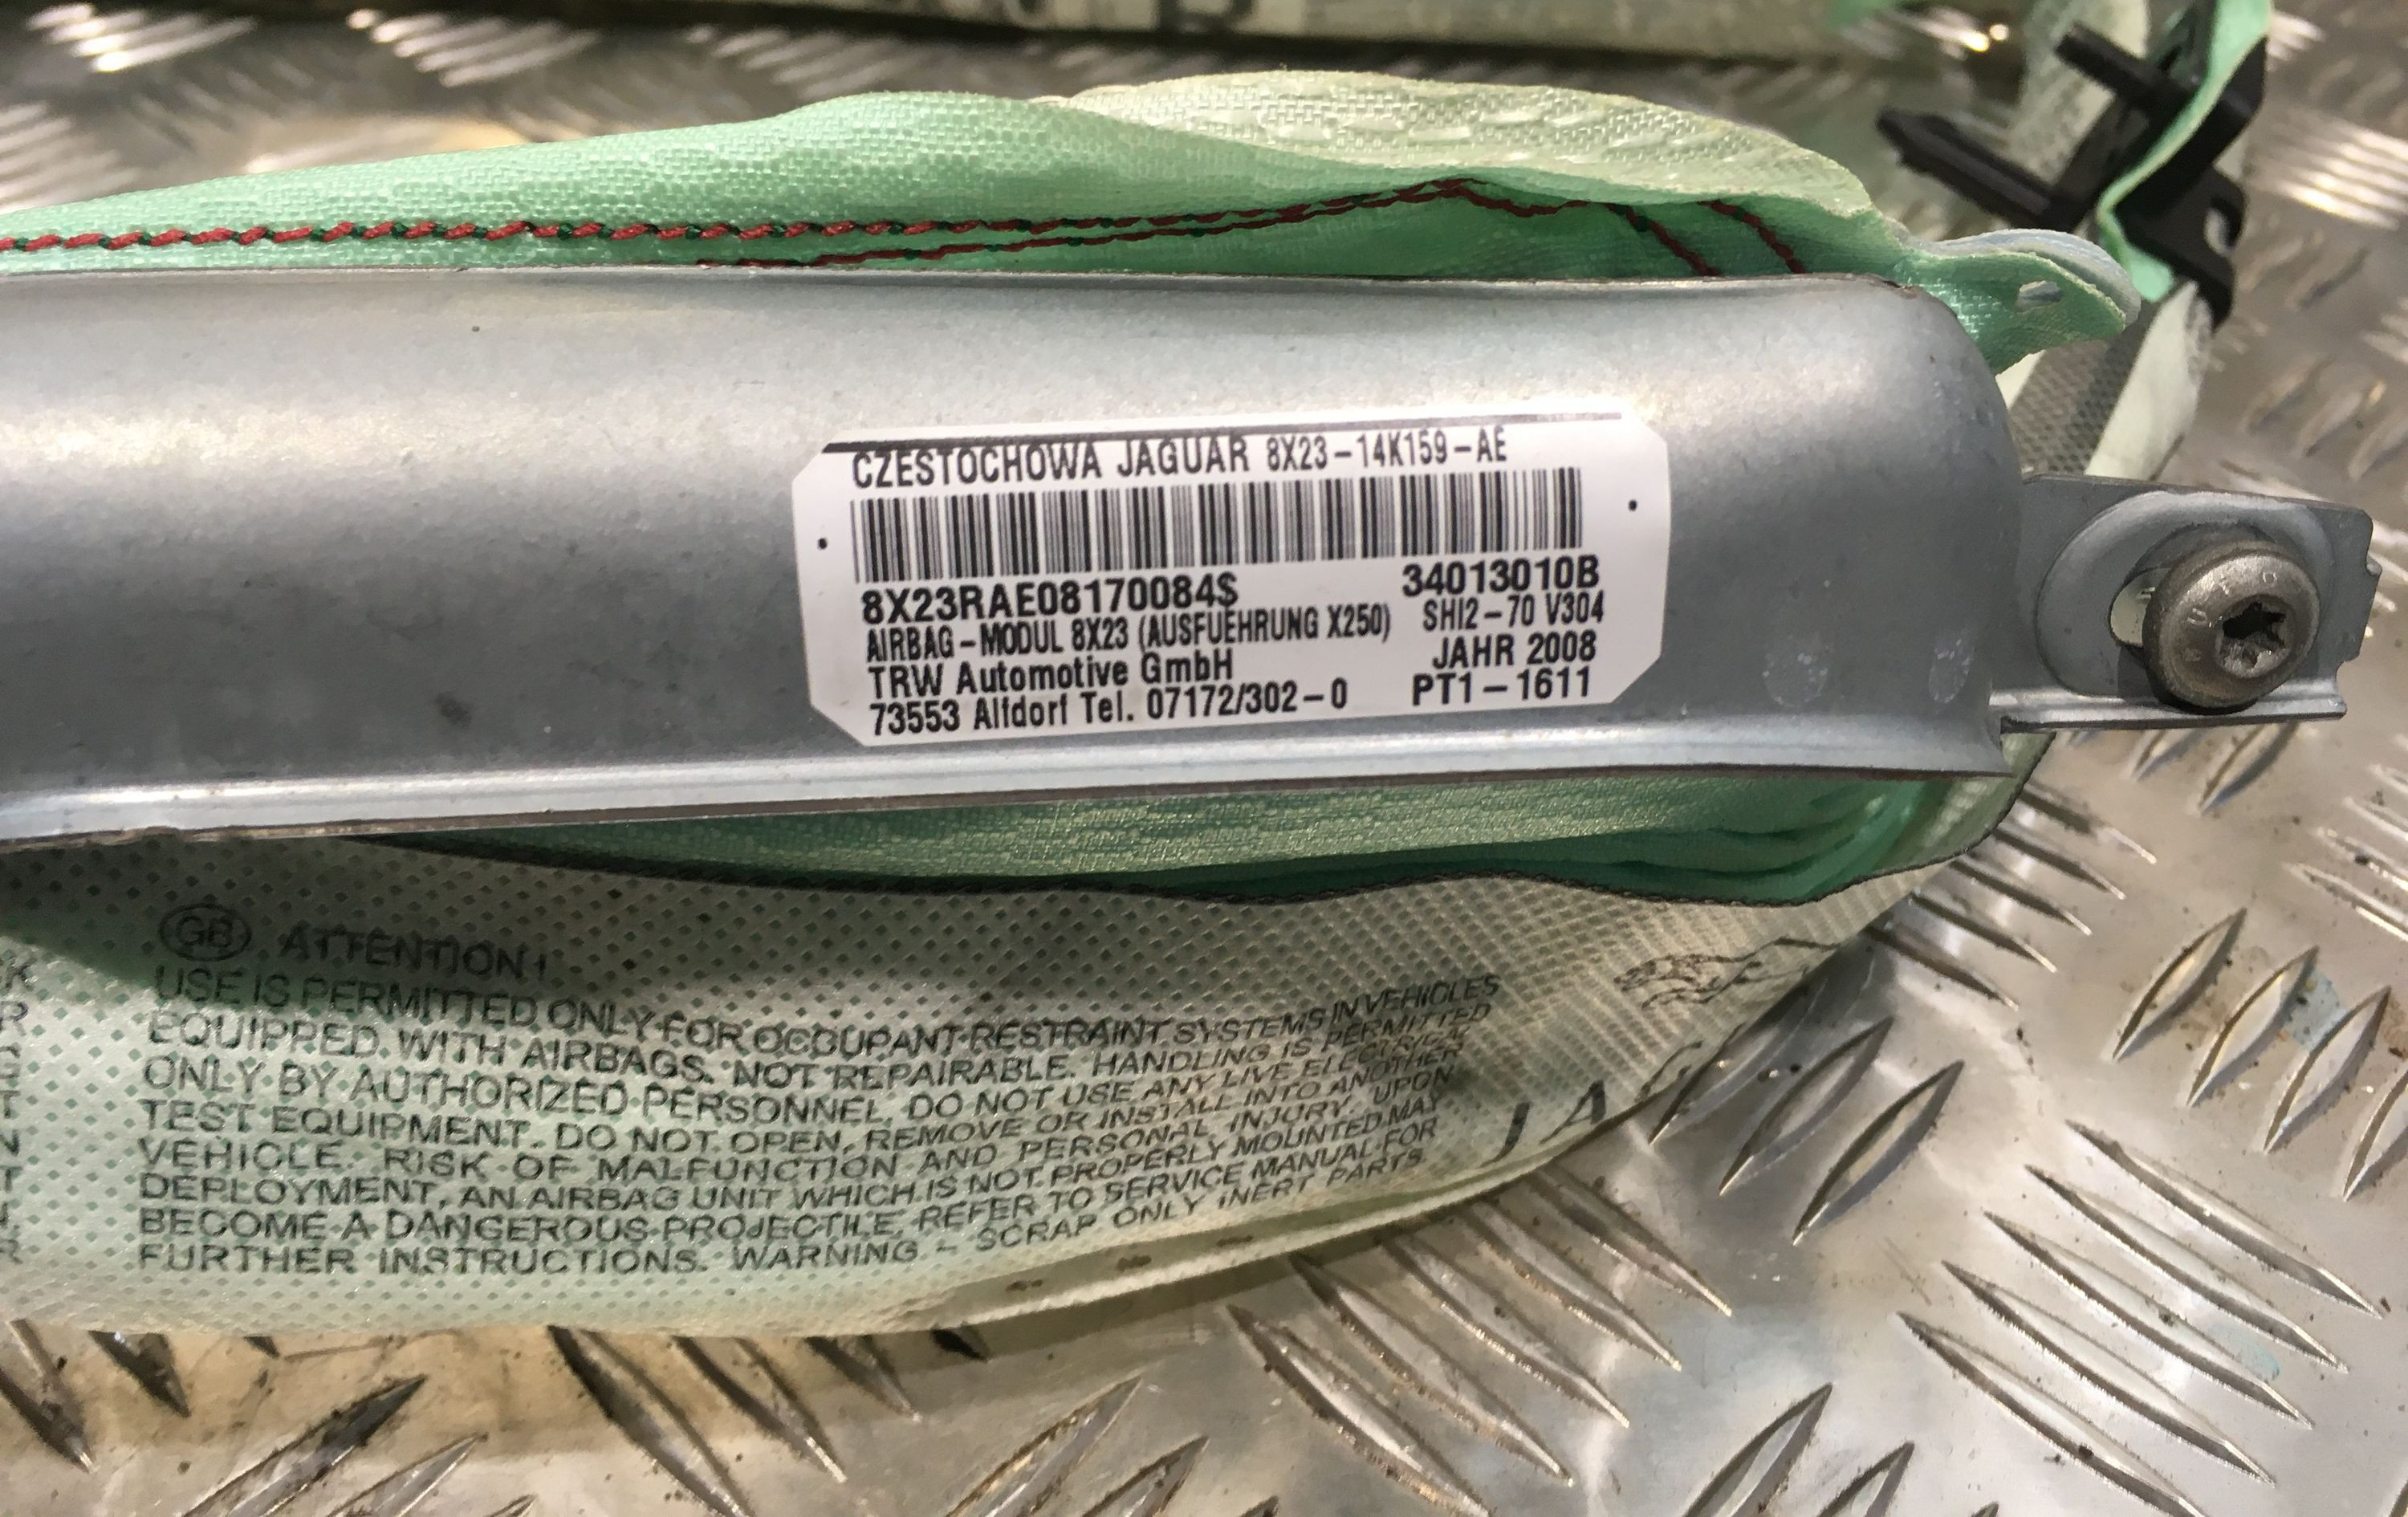 CZESTOCHOWA JAGUAR 8X23-14K159-AE
8X23RAE08170084S 34013010B
AIRBAG-MODUL 8X23 (AUSFUEHRUNG X250) SHI2-70 V304
TRW Automotive GmbH JAHR 2008
73553 Alfdorf Tel. 07172/302-0 PT1-1611
GB ATTENTION!
USE IS PERMITTED ONLY FOR OCCUPANT RESTRAINT SYSTEMS IN VEHICLES
EQUIPPED WITH AIRBAGS. NOT REPAIRABLE. HANDLING IS PERMITTED
ONLY BY AUTHORIZED PERSONNEL. DO NOT USE ANY LIVE ELECTRICAL
TEST EQUIPMENT. DO NOT OPEN, REMOVE OR INSTALL INTO ANOTHER
VEHICLE. RISK OF MALFUNCTION AND PERSONAL INJURY. UPON
DEPLOYMENT, AN AIRBAG UNIT WHICH IS NOT PROPERLY MOUNTED MAY
BECOME A DANGEROUS PROJECTILE. REFER TO SERVICE MANUAL FOR
FURTHER INSTRUCTIONS. WARNING - SCRAP ONLY INERT PARTS.
JAG